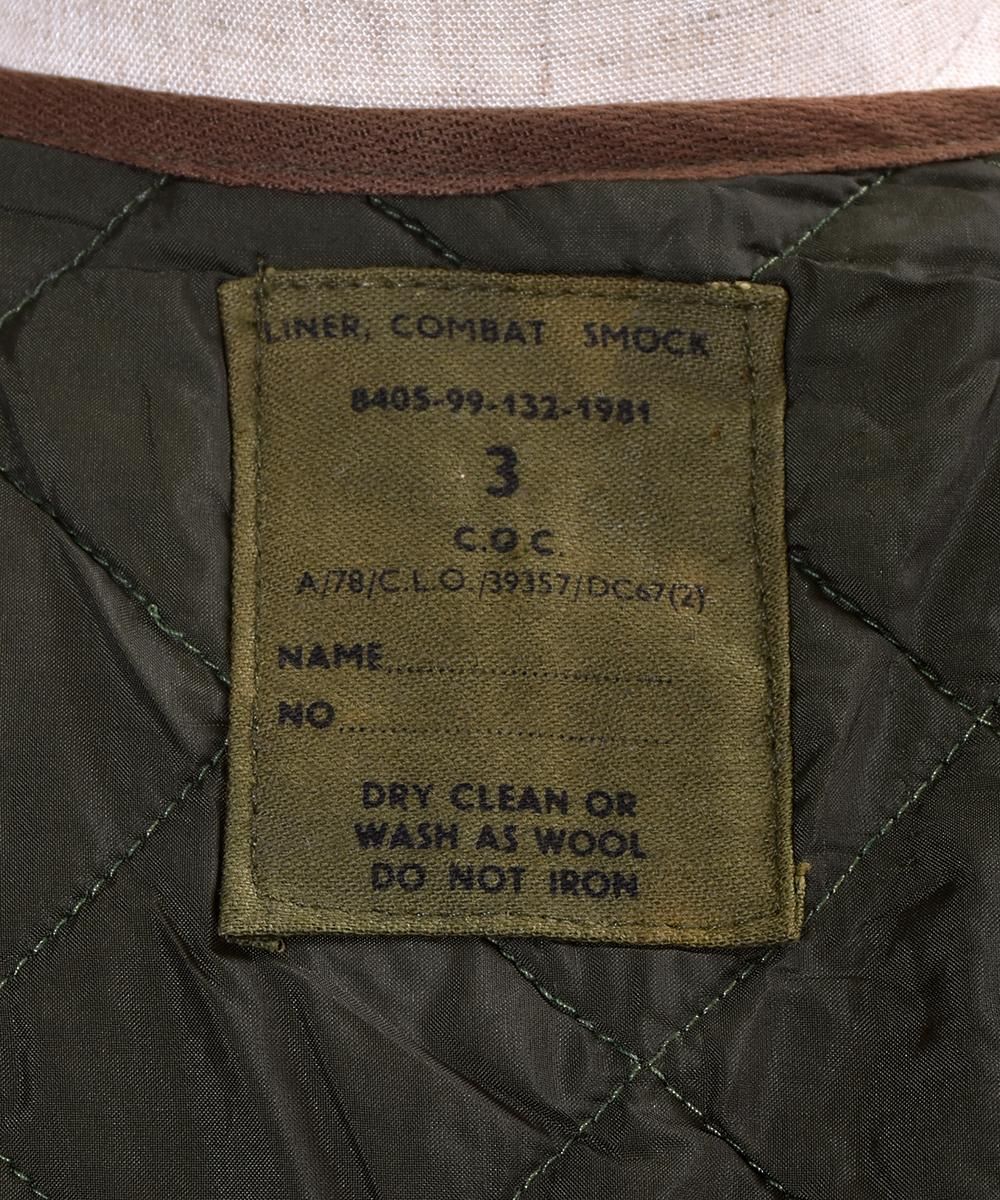 LINER, COMBAT SMOCK
8405-99-132-1981
3
C.O.C.
A/78/C.L.O./39357/DC67(2)
NAME..............................
NO..................................
DRY CLEAN OR
WASH AS WOOL
DO NOT IRON